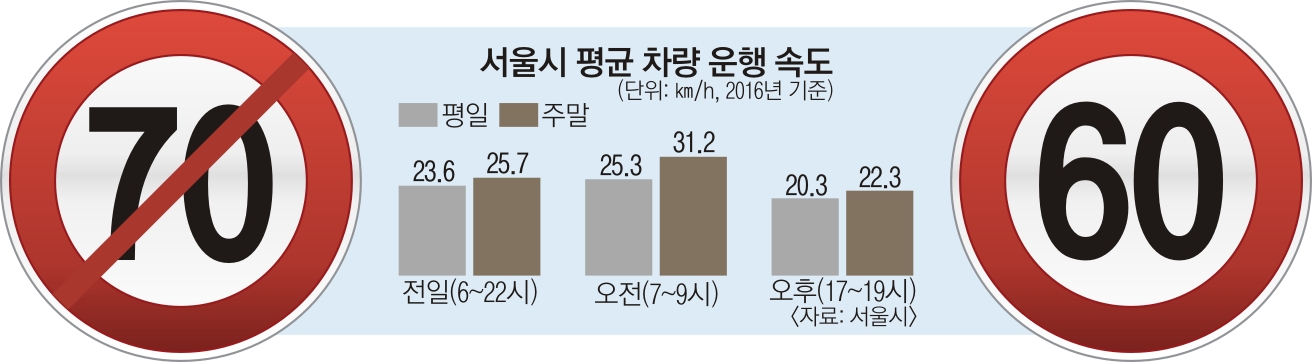 70
서울시 평균 차량 운행 속도
(단위: ㎞/h, 2016년 기준)
평일 주말
23.6 25.7 25.3 31.2 20.3 22.3
전일(6~22시) 오전(7~9시) 오후(17~19시)
〈자료: 서울시〉
60